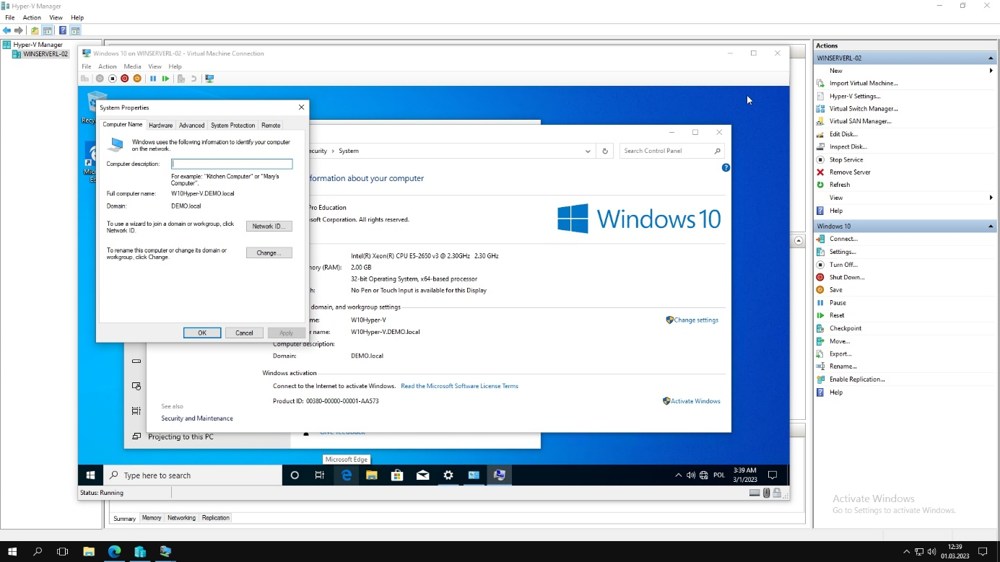 Hyper-V Manager
File Action View Help
Hyper-V Manager
WINSERVERL-02
Windows 10 on WINSERVERL-02 - Virtual Machine Connection
File Action Media View Help
System Properties
Computer Name Hardware Advanced System Protection Remote
Windows uses the following information to identify your computer
on the network.
Computer description:
For example: "Kitchen Computer" or "Mary's
Computer".
Full computer name: W10Hyper-V.DEMO.local
Domain: DEMO.local
To use a wizard to join a domain or workgroup, click
Network ID.
Network ID...
To rename this computer or change its domain or
workgroup, click Change.
Change...
OK Cancel Apply
ecurity › System
Search Control Panel
formation about your computer
Pro Education
soft Corporation. All rights reserved.
Windows 10
Intel(R) Xeon(R) CPU E5-2650 v3 @ 2.30GHz 2.30 GHz
ory (RAM): 2.00 GB
32-bit Operating System, x64-based processor
h: No Pen or Touch Input is available for this Display
domain, and workgroup settings
me: W10Hyper-V
Change settings
r name: W10Hyper-V.DEMO.local
Computer description:
Domain: DEMO.local
Windows activation
Connect to the Internet to activate Windows. Read the Microsoft Software License Terms
Product ID: 00380-00000-00001-AA573
Activate Windows
See also
Security and Maintenance
Projecting to this PC
Microsoft Edge
Type here to search
POL
3:39 AM
3/1/2023
Status: Running
Summary Memory Networking Replication
Actions
WINSERVERL-02
New
Import Virtual Machine...
Hyper-V Settings...
Virtual Switch Manager...
Virtual SAN Manager...
Edit Disk...
Inspect Disk...
Stop Service
Remove Server
Refresh
View
Help
Windows 10
Connect...
Settings...
Turn Off...
Shut Down...
Save
Pause
Reset
Checkpoint
Move...
Export...
Rename...
Enable Replication...
Help
Activate Windows
Go to Settings to activate Windows.
12:39
01.03.2023